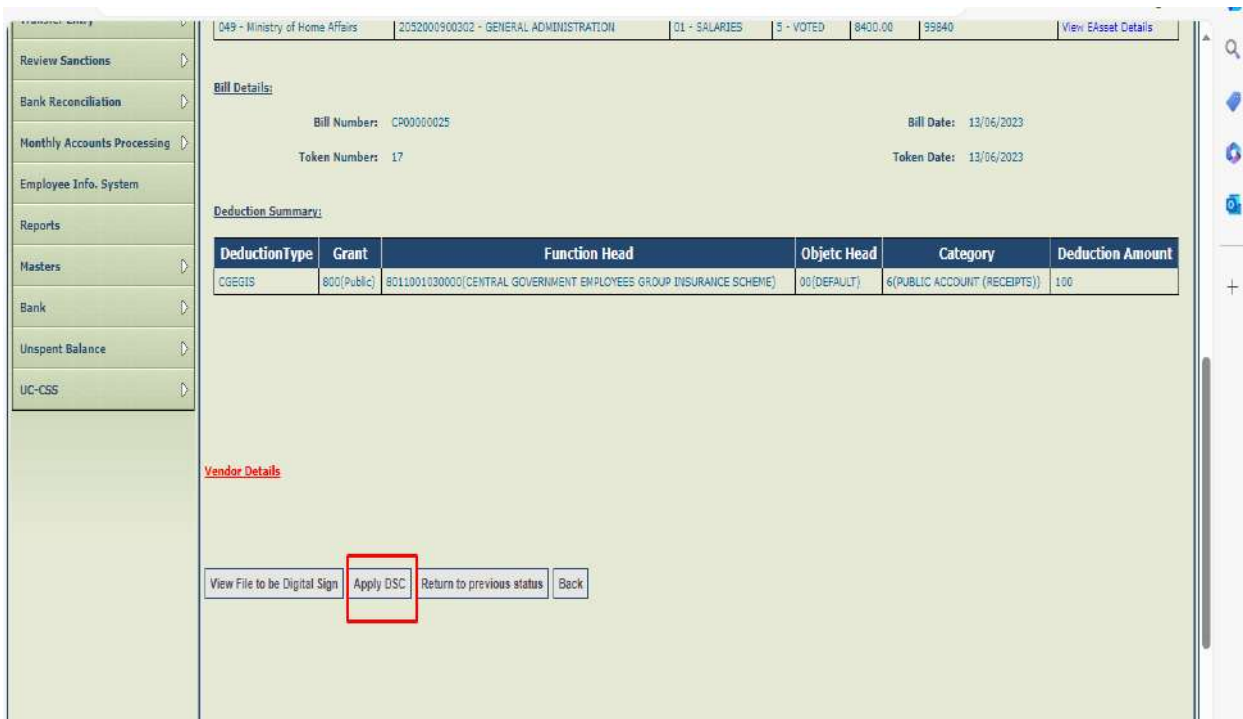 Transfer Entry
Review Sanctions
Bank Reconciliation
Monthly Accounts Processing
Employee Info. System
Reports
Masters
Bank
Unspent Balance
UC-CSS
049 - Ministry of Home Affairs 2052000900302 - GENERAL ADMINISTRATION 01 - SALARIES 5 - VOTED 8400.00 99840 View EAsset Details
Bill Details:
Bill Number: CP00000025 Bill Date: 13/06/2023
Token Number: 17 Token Date: 13/06/2023
Deduction Summary:
DeductionType Grant Function Head Objetc Head Category Deduction Amount
CGEGIS 800(Public) 8011001030000(CENTRAL GOVERNMENT EMPLOYEES GROUP INSURANCE SCHEME) 00(DEFAULT) 6(PUBLIC ACCOUNT (RECEIPTS)) 100
Vendor Details
View File to be Digital Sign Apply DSC Return to previous status Back